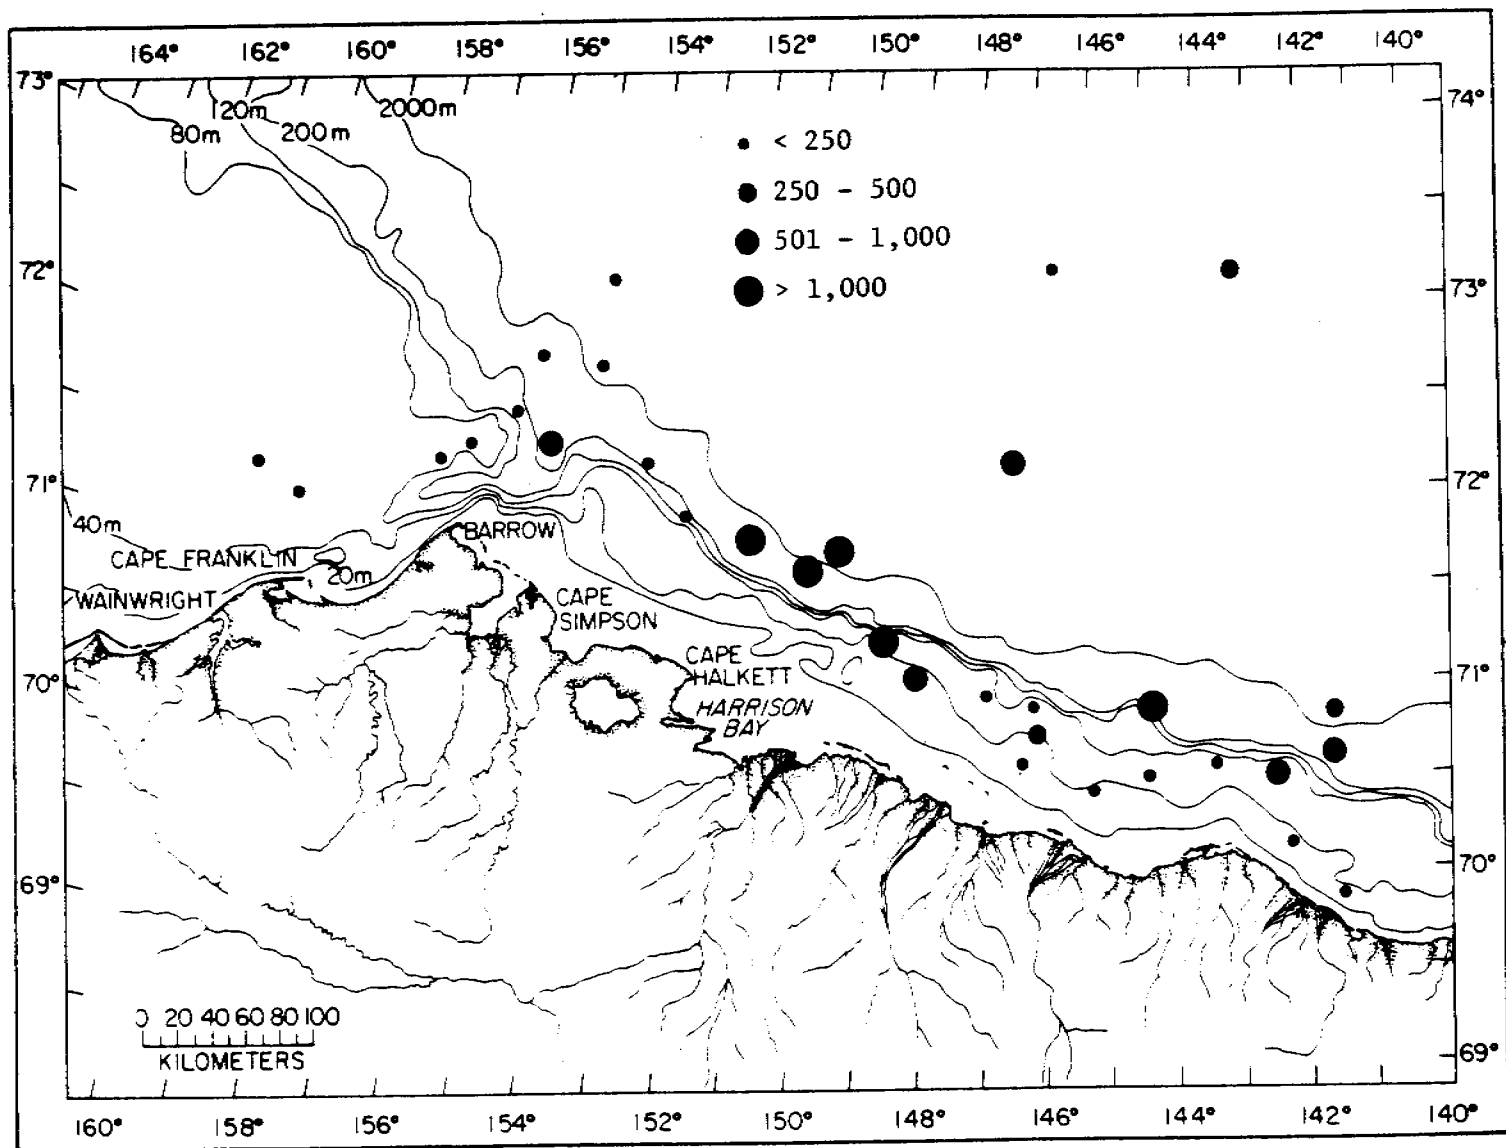 164° 162° 160° 158° 156° 154° 152° 150° 148° 146° 144° 142° 140°
73°
74°
120m
2000m
80m
200m
< 250
250 - 500
501 - 1,000
> 1,000
72°
73°
71°
72°
40m
BARROW
CAPE FRANKLIN
20m
WAINWRIGHT
CAPE
SIMPSON
CAPE
HALKETT
71°
70°
HARRISON
BAY
70°
69°
0 20 40 60 80 100
KILOMETERS
69°
160° 158° 156° 154° 152° 150° 148° 146° 144° 142° 140°